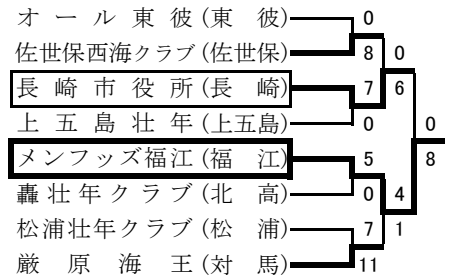 オール東彼(東彼) 0
佐世保西海クラブ(佐世保) 8 0
長崎市役所(長崎) 7 6
上五島壮年(上五島) 0 0
メンフッズ福江(福江) 5 8
轟壮年クラブ(北高) 0 4
松浦壮年クラブ(松浦) 7 1
厳原海王(対馬) 11